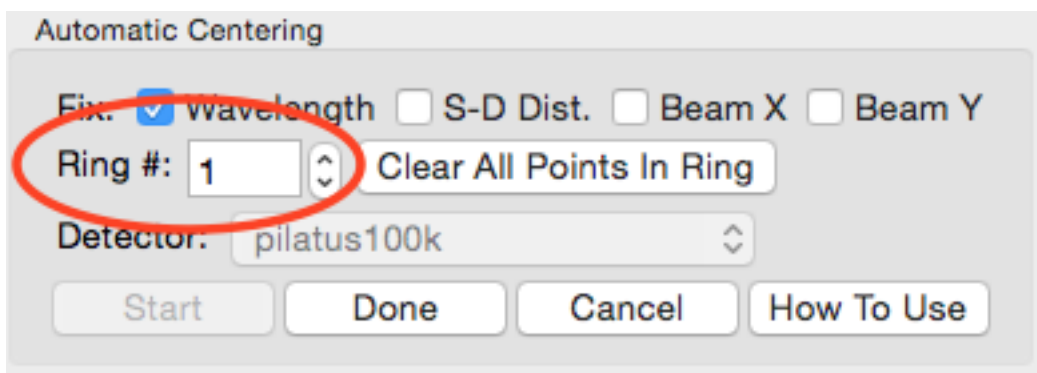 Automatic Centering
Fix: Wavelength S-D Dist. Beam X Beam Y
Ring #: 1 Clear All Points In Ring
Detector: pilatus100k
Start Done Cancel How To Use